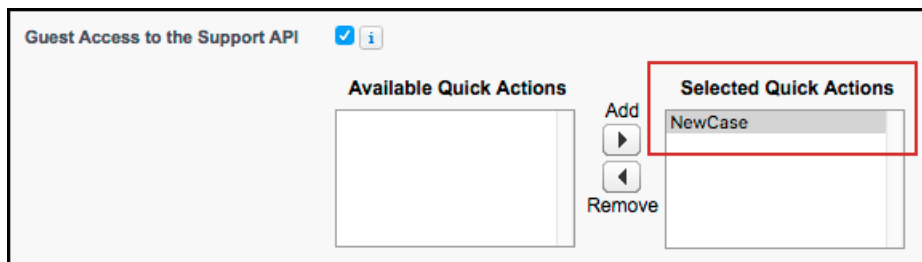 Guest Access to the Support API
i
Available Quick Actions
Add
Remove
Selected Quick Actions
NewCase